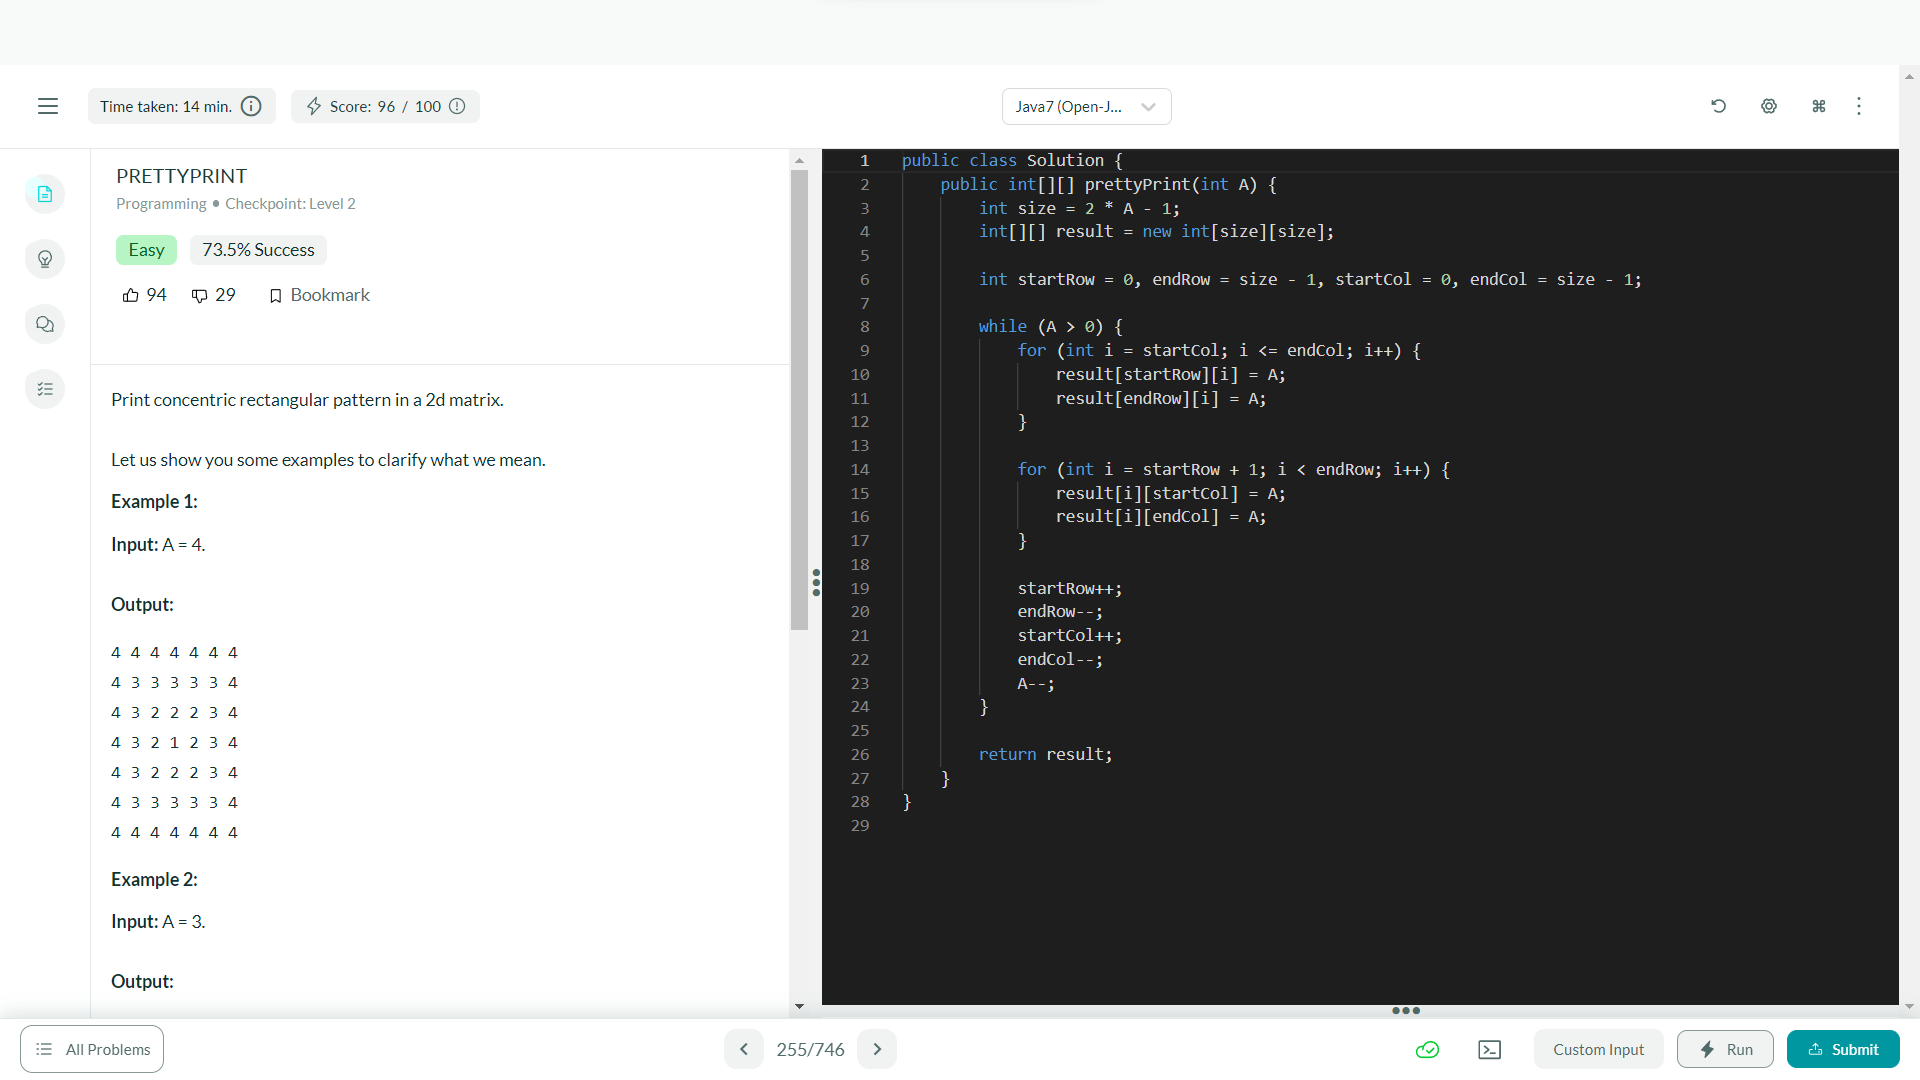 Time taken: 14 min.
Score: 96 / 100
Java7 (Open-J...
PRETTYPRINT
Programming • Checkpoint: Level 2
Easy
73.5% Success
94
29
Bookmark
Print concentric rectangular pattern in a 2d matrix.
Let us show you some examples to clarify what we mean.
Example 1:
Input: A = 4.
Output:
4 4 4 4 4 4 4
4 3 3 3 3 3 4
4 3 2 2 2 3 4
4 3 2 1 2 3 4
4 3 2 2 2 3 4
4 3 3 3 3 3 4
4 4 4 4 4 4 4
Example 2:
Input: A = 3.
Output:
1 public class Solution {
2 public int[][] prettyPrint(int A) {
3 int size = 2 * A - 1;
4 int[][] result = new int[size][size];
5
6 int startRow = 0, endRow = size - 1, startCol = 0, endCol = size - 1;
7
8 while (A > 0) {
9 for (int i = startCol; i <= endCol; i++) {
10 result[startRow][i] = A;
11 result[endRow][i] = A;
12 }
13
14 for (int i = startRow + 1; i < endRow; i++) {
15 result[i][startCol] = A;
16 result[i][endCol] = A;
17 }
18
19 startRow++;
20 endRow--;
21 startCol++;
22 endCol--;
23 A--;
24 }
25
26 return result;
27 }
28 }
29
All Problems
255/746
Custom Input
Run
Submit